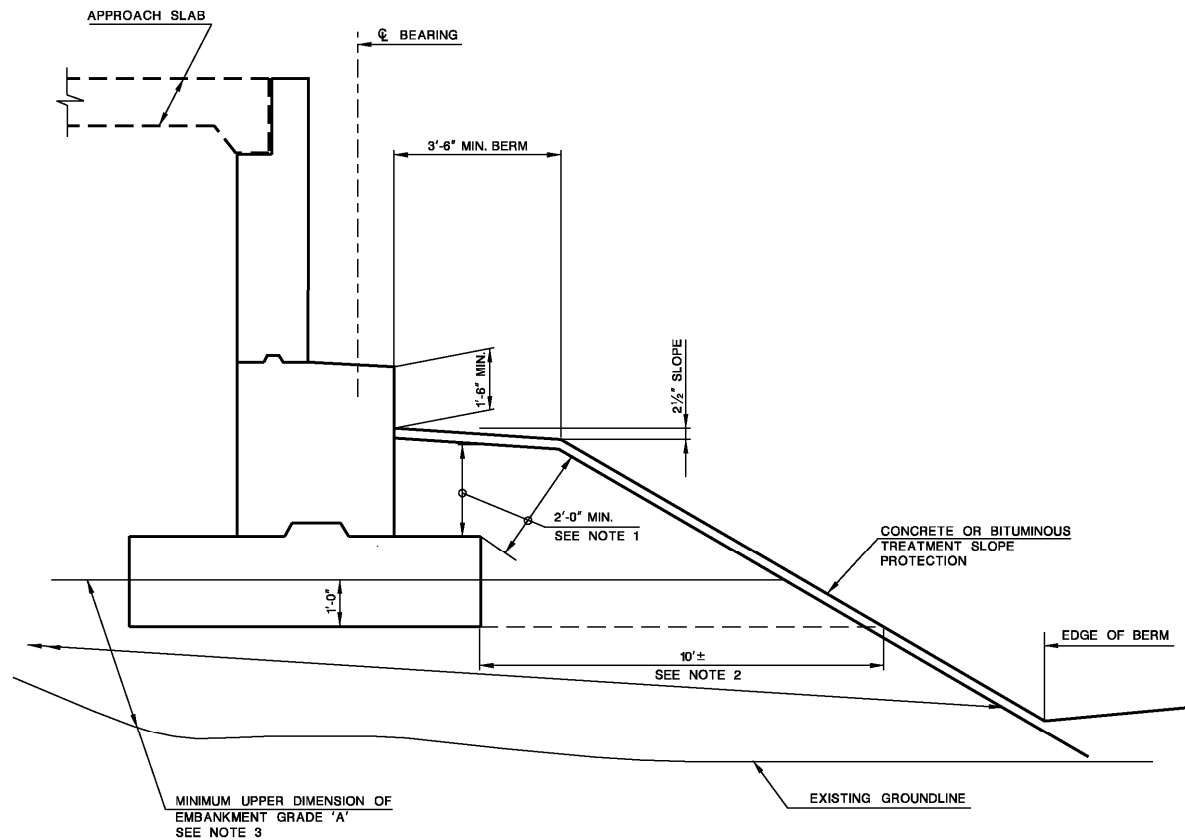 APPROACH SLAB
℄ BEARING
3'-6" MIN. BERM
1'-6" MIN.
2½" SLOPE
2'-0" MIN.
SEE NOTE 1
CONCRETE OR BITUMINOUS
TREATMENT SLOPE
PROTECTION
1'-0"
EDGE OF BERM
10'±
SEE NOTE 2
MINIMUM UPPER DIMENSION OF
EMBANKMENT GRADE 'A'
SEE NOTE 3
EXISTING GROUNDLINE